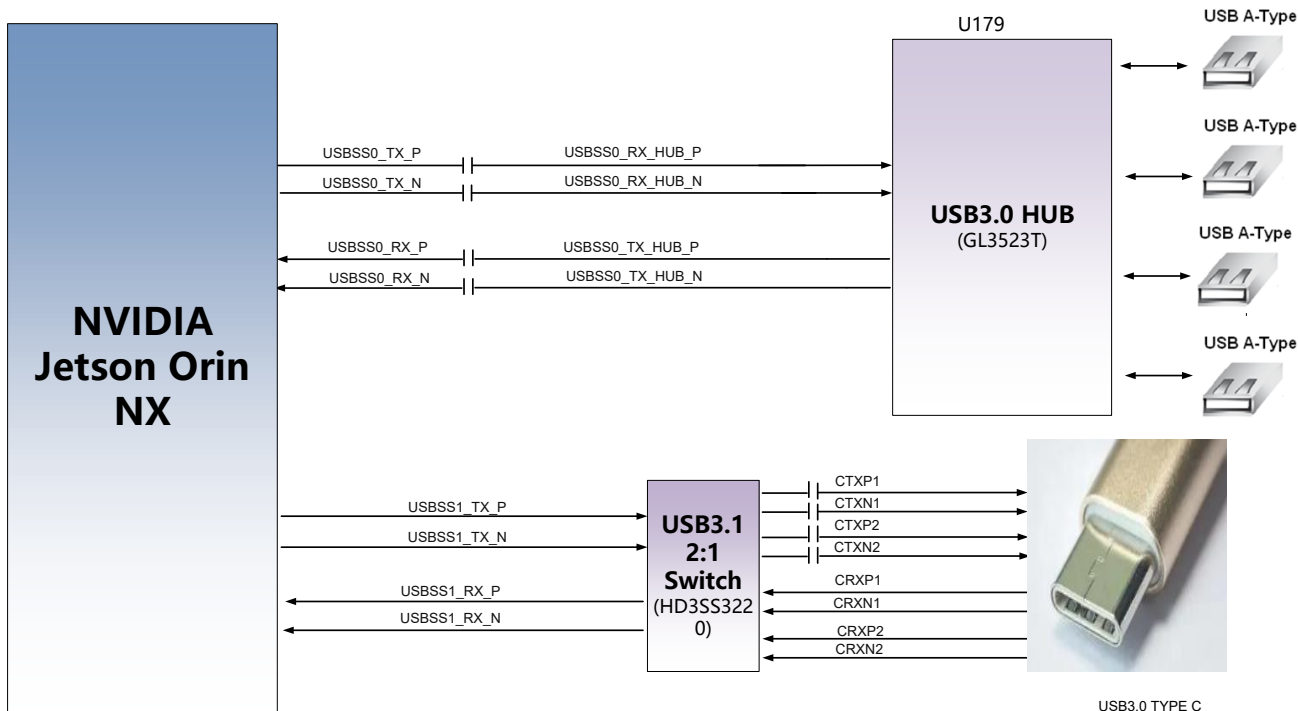 U179
USB A-Type
USB A-Type
USB A-Type
USB A-Type
USBSS0_TX_P
USBSS0_RX_HUB_P
USBSS0_TX_N
USBSS0_RX_HUB_N
USBSS0_RX_P
USBSS0_TX_HUB_P
USBSS0_RX_N
USBSS0_TX_HUB_N
USB3.0 HUB
(GL3523T)
NVIDIA
Jetson Orin
NX
USBSS1_TX_P
USBSS1_TX_N
USBSS1_RX_P
USBSS1_RX_N
USB3.1
2:1
Switch
(HD3SS322
0)
CTXP1
CTXN1
CTXP2
CTXN2
CRXP1
CRXN1
CRXP2
CRXN2
USB3.0 TYPE C